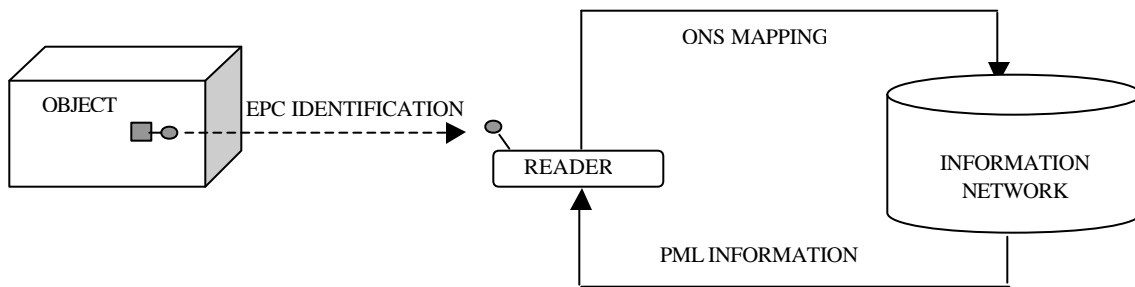 ONS MAPPING
OBJECT
EPC IDENTIFICATION
READER
INFORMATION
NETWORK
PML INFORMATION